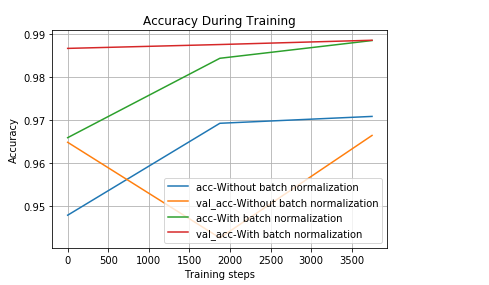 Accuracy During Training
0.99
0.98
0.97
0.96
0.95
Accuracy
acc-Without batch normalization
val_acc-Without batch normalization
acc-With batch normalization
val_acc-With batch normalization
0 500 1000 1500 2000 2500 3000 3500
Training steps